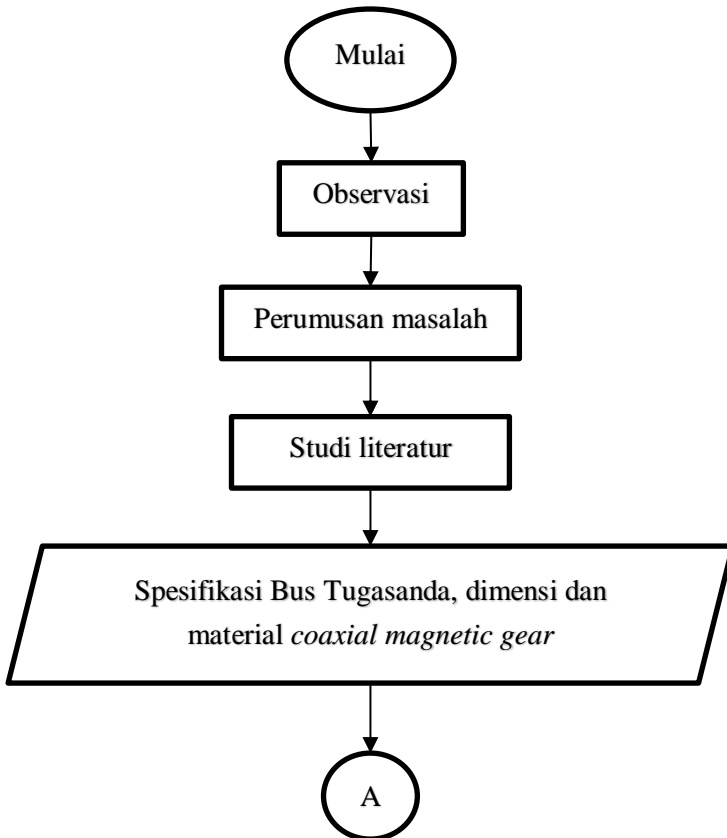 Mulai
Observasi
Perumusan masalah
Studi literatur
Spesifikasi Bus Tugasanda, dimensi dan
material coaxial magnetic gear
A